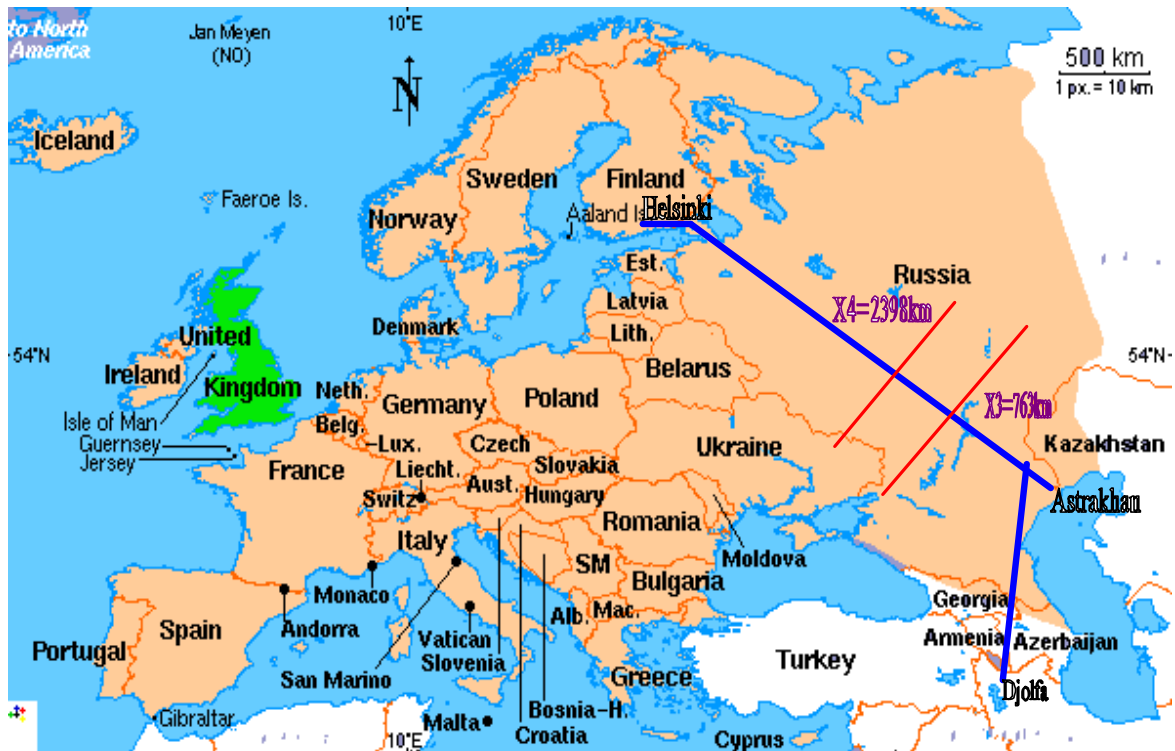 to North
America
Jan Meyen
(NO)
10°E
N
500 km
1 px. = 10 km
Iceland
Faeroe Is.
Sweden
Finland
Norway
Aaland Is
Helsinki
Est.
Russia
Latvia
X4=2398km
Denmark
Lith.
United
54°N
54°N
Ireland
Kingdom
Belarus
Neth.
Germany
Poland
X3=763km
Isle of Man
Belg.
Guernsey
-Lux.
Czech
Ukraine
Kazakhstan
Jersey
France
Liecht.
Slovakia
Switz
Aust.
Hungary
Astrakhan
Romania
Italy
Moldova
SM
Monaco
Bulgaria
Georgia
Alb.
Mac.
Andorra
Spain
Portugal
Vatican
Armenia
Azerbaijan
Slovenia
Turkey
San Marino
Greece
Djolfa
Bosnia-H.
Gibraltar
Malta
Croatia
10°E
Cyprus